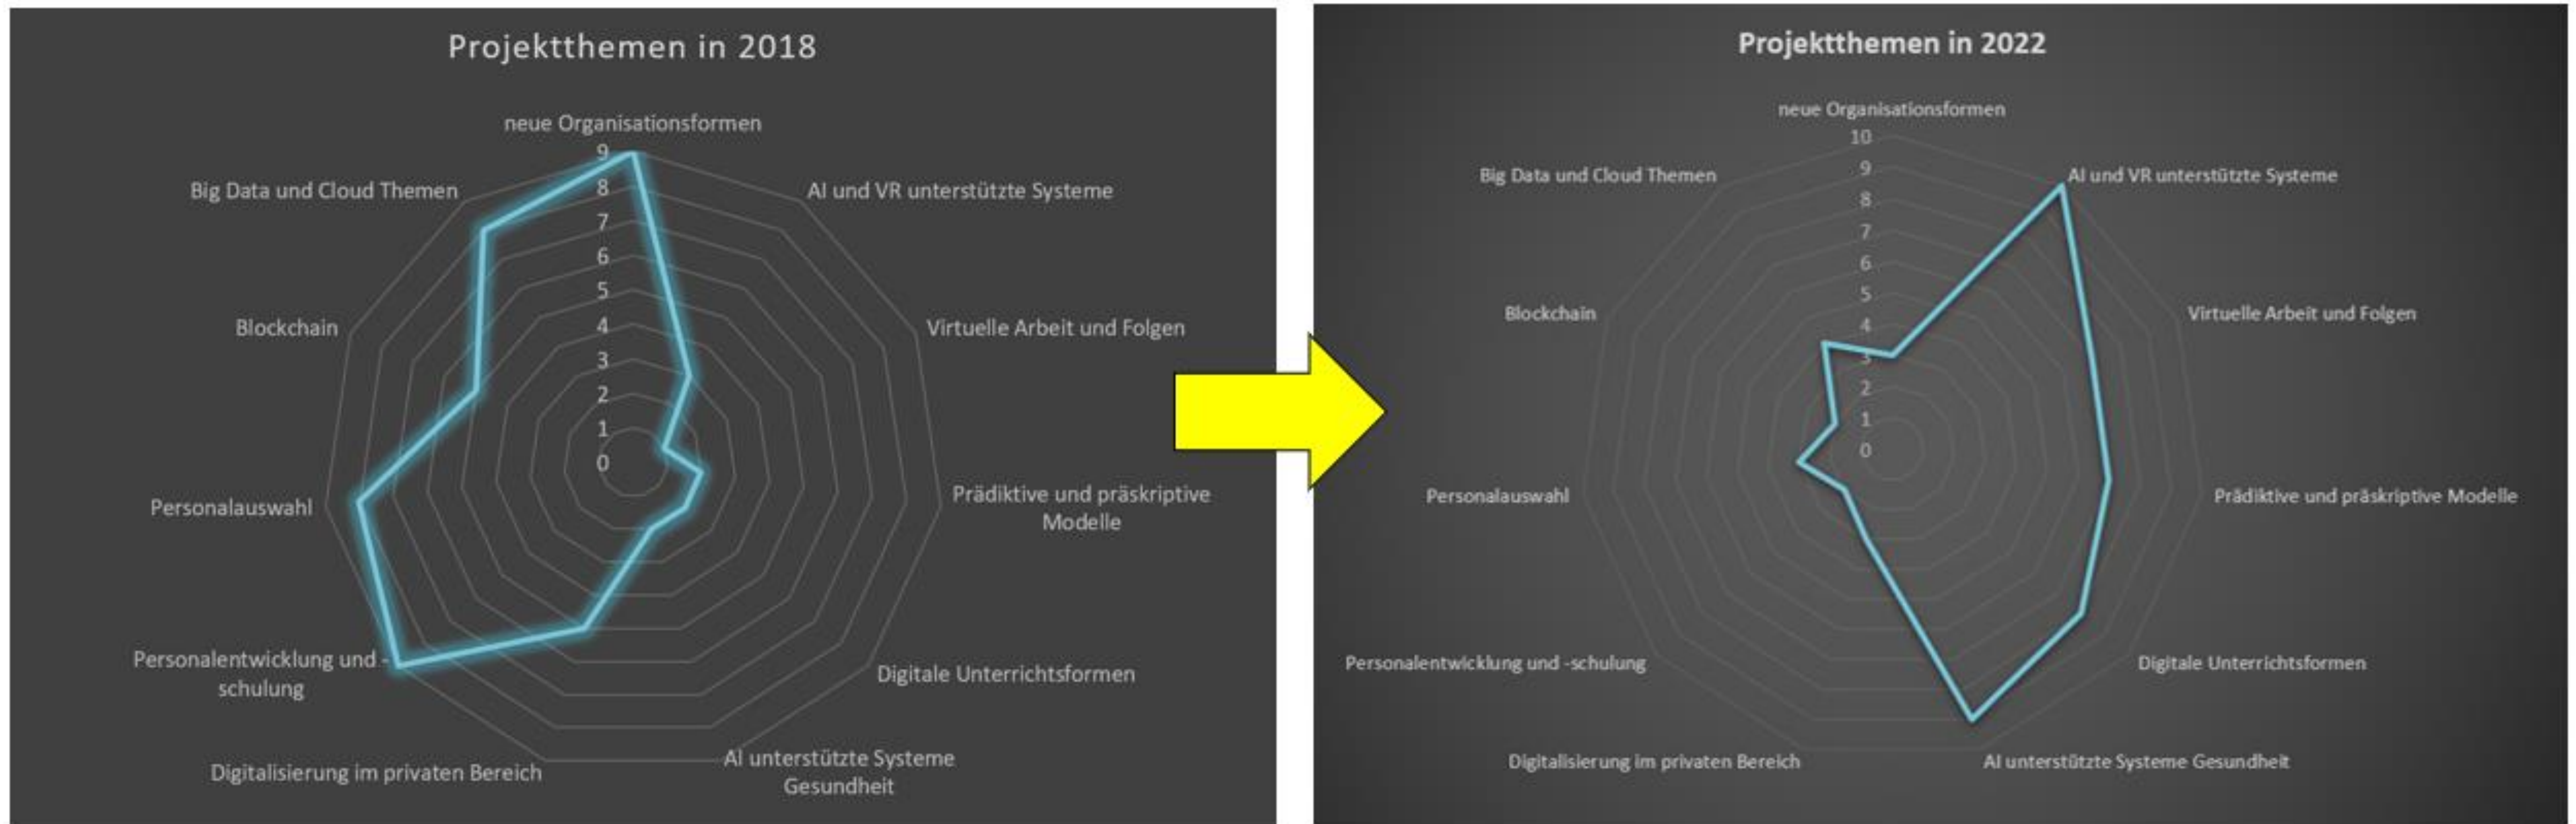 Projektthemen in 2018
neue Organisationsformen
AI und VR unterstützte Systeme
Virtuelle Arbeit und Folgen
Prädiktive und präskriptive
Modelle
Digitale Unterrichtsformen
AI unterstützte Systeme
Gesundheit
Digitalisierung im privaten Bereich
Personalentwicklung und -
schulung
Personalauswahl
Blockchain
Big Data und Cloud Themen
9
8
7
6
5
4
3
2
1
0
Projektthemen in 2022
neue Organisationsformen
AI und VR unterstützte Systeme
Virtuelle Arbeit und Folgen
Prädiktive und präskriptive Modelle
Digitale Unterrichtsformen
AI unterstützte Systeme Gesundheit
Digitalisierung im privaten Bereich
Personalentwicklung und -schulung
Personalauswahl
Blockchain
Big Data und Cloud Themen
10
9
8
7
6
5
4
3
2
1
0